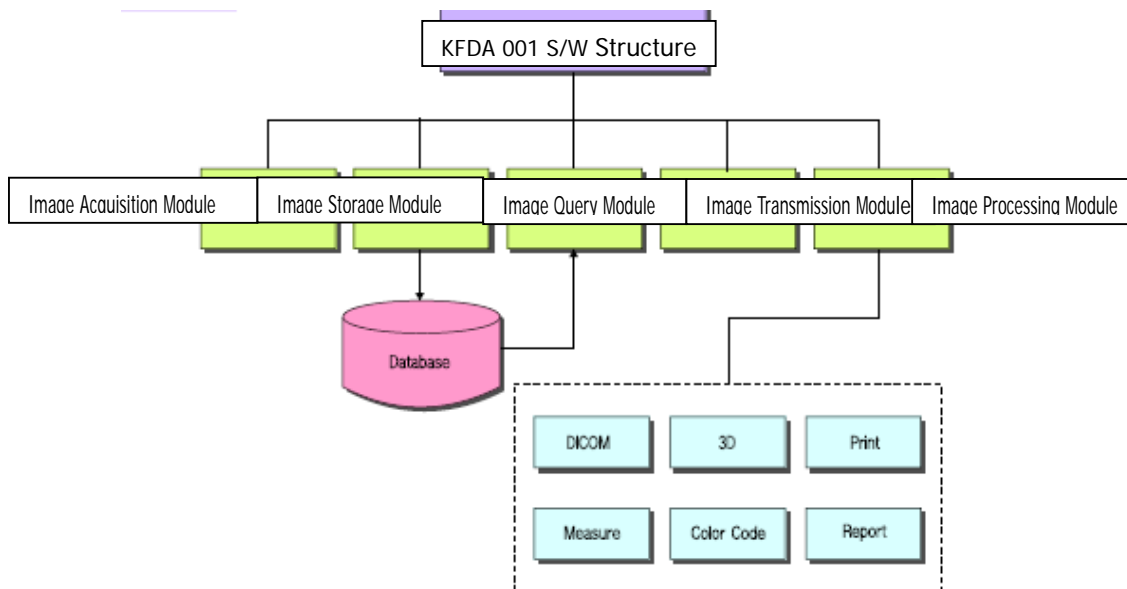 KFDA 001 S/W Structure
Image Acquisition Module
Image Storage Module
Image Query Module
Image Transmission Module
Image Processing Module
Database
DICOM
3D
Print
Measure
Color Code
Report